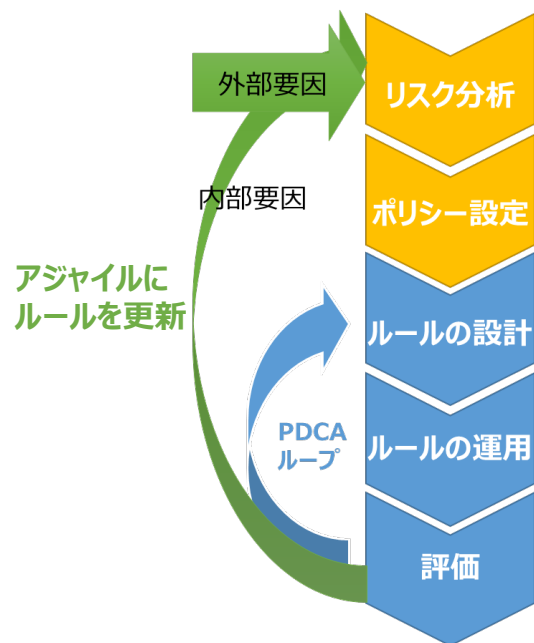 外部要因
リスク分析
内部要因
ポリシー設定
アジャイルに
ルールを更新
ルールの設計
PDCA
ループ
ルールの運用
評価